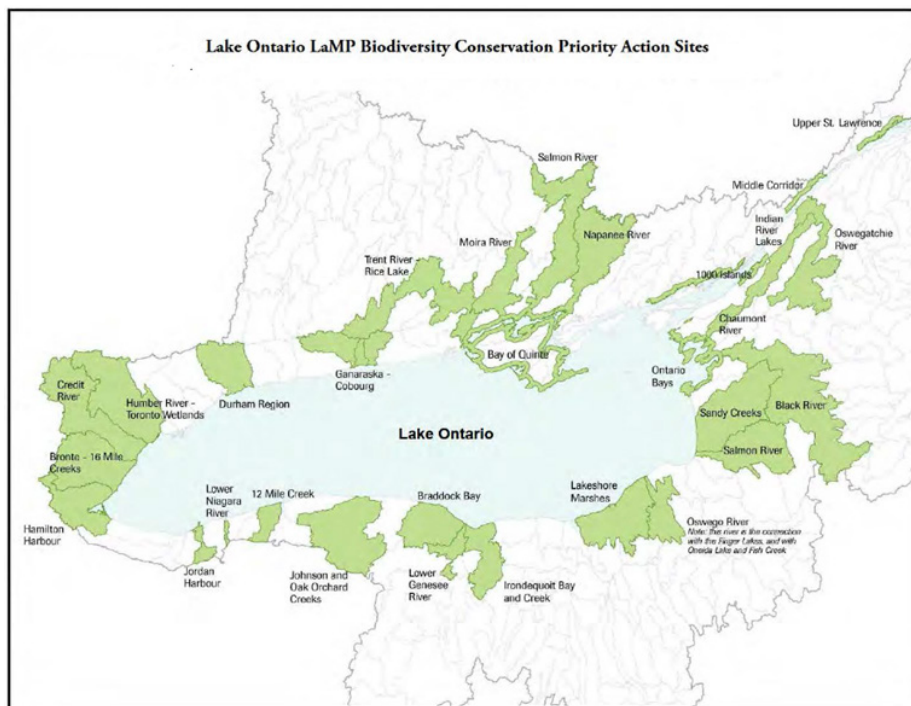 Lake Ontario LaMP Biodiversity Conservation Priority Action Sites
Upper St. Lawrence
Salmon River
Middle Corridor
Indian
River
Lakes
Oswegatchie
River
Napanee River
Moira River
Trent River -
Rice Lake
1000 Islands
Chaumont
River
Bay of Quinte
Ontario
Bays
Ganaraska -
Cobourg
Credit
River
Humber River -
Toronto Wetlands
Durham Region
Black River
Sandy Creeks
Lake Ontario
Salmon River
Bronte - 16 Mile
Creeks
Lower
Niagara
River
12 Mile Creek
Braddock Bay
Lakeshore
Marshes
Hamilton
Harbour
Oswego River
Note: this river is the connection
with the Finger Lakes, and with
Oneida Lake and Fish Creek
Jordan
Harbour
Johnson and
Oak Orchard
Creeks
Lower
Genesee
River
Irondequoit Bay
and Creek